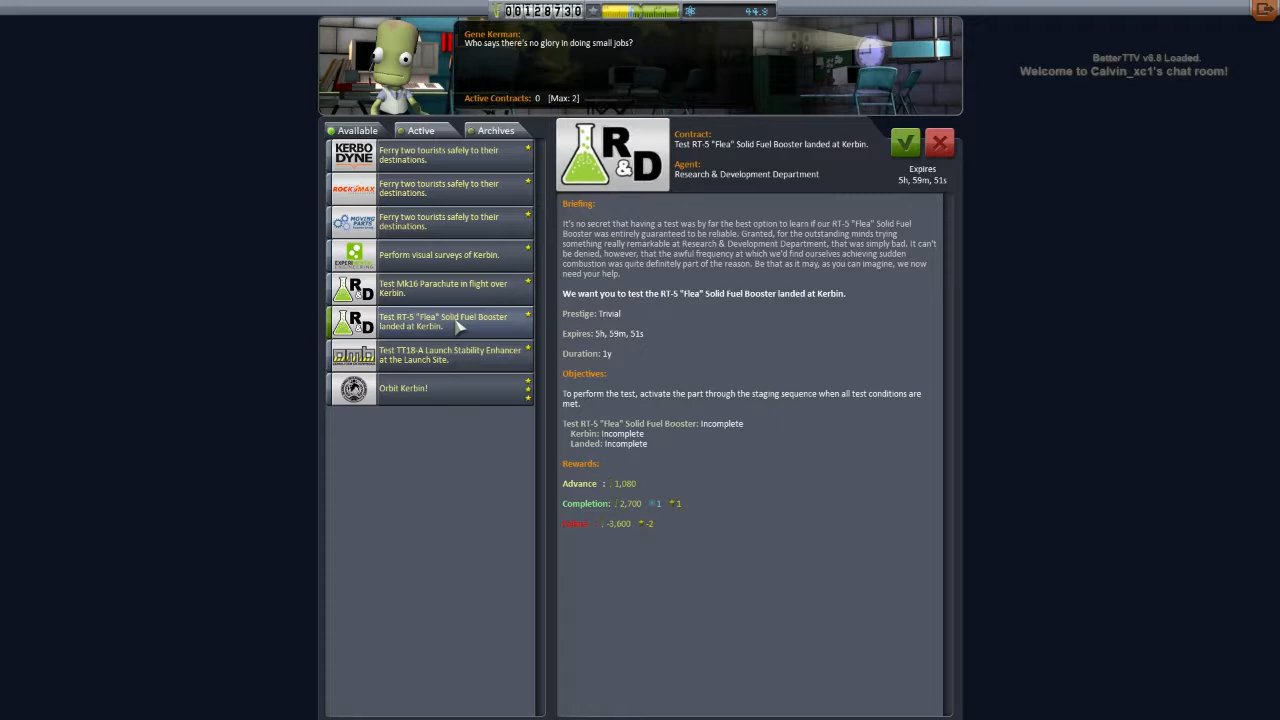 00128730
44.9
Gene Kerman:
Who says there's no glory in doing small jobs?
Active Contracts: 0 [Max: 2]
BetterTTV v6.8 Loaded.
Welcome to Calvin_xc1's chat room!
Available
Active
Archives
KERBO
DYNE
Ferry two tourists safely to their
destinations.
ROCKOMAX
Ferry two tourists safely to their
destinations.
MOVING
PARTS
Ferry two tourists safely to their
destinations.
EXPERIMENTAL
ENGINEERING
Perform visual surveys of Kerbin.
R&D
Test Mk16 Parachute in flight over
Kerbin.
R&D
Test RT-5 "Flea" Solid Fuel Booster
landed at Kerbin.
Test TT18-A Launch Stability Enhancer
at the Launch Site.
Orbit Kerbin!
R&D
Contract:
Test RT-5 "Flea" Solid Fuel Booster landed at Kerbin.
Agent:
Research & Development Department
Expires
5h, 59m, 51s
Briefing:
It's no secret that having a test was by far the best option to learn if our RT-5 "Flea" Solid Fuel
Booster was entirely guaranteed to be reliable. Granted, for the outstanding minds trying
something really remarkable at Research & Development Department, that was simply bad. It can't
be denied, however, that the awful frequency at which we'd find ourselves achieving sudden
combustion was quite definitely part of the reason. Be that as it may, as you can imagine, we now
need your help.
We want you to test the RT-5 "Flea" Solid Fuel Booster landed at Kerbin.
Prestige: Trivial
Expires: 5h, 59m, 51s
Duration: 1y
Objectives:
To perform the test, activate the part through the staging sequence when all test conditions are
met.
Test RT-5 "Flea" Solid Fuel Booster: Incomplete
Kerbin: Incomplete
Landed: Incomplete
Rewards:
Advance : 1,080
Completion: 2,700 1 1
: -3,600 -2